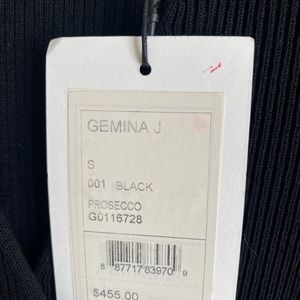 GEMINA J
S
001 BLACK
PROSECCO
G0116728
8 87717 83970 9
$455.00